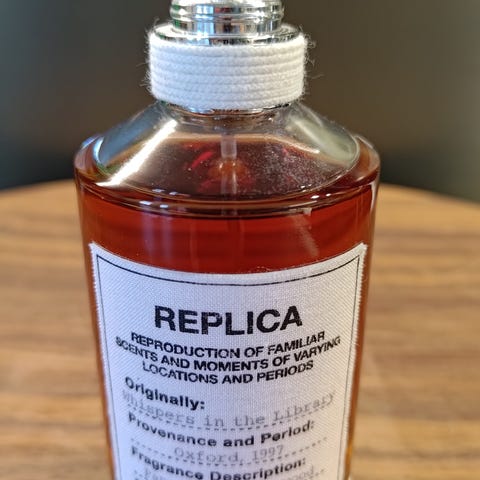 REPLICA
REPRODUCTION OF FAMILIAR
SCENTS AND MOMENTS OF VARYING
LOCATIONS AND PERIODS
Originally:
Whispers in the Library
Provenance and Period:
Oxford, 1997
Fragrance Description: